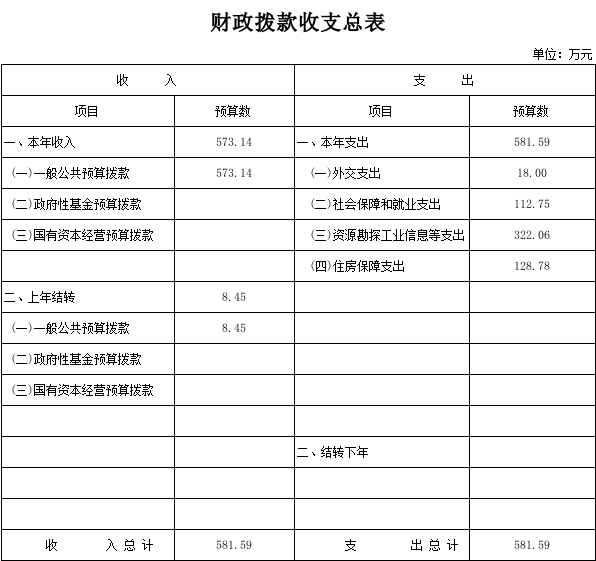 财政拨款收支总表
单位：万元
收 入 支 出
项目 预算数 项目 预算数
一、本年收入 573.14 一、本年支出 581.59
(一)一般公共预算拨款 573.14 (一)外交支出 18.00
(二)政府性基金预算拨款 (二)社会保障和就业支出 112.75
(三)国有资本经营预算拨款 (三)资源勘探工业信息等支出 322.06
(四)住房保障支出 128.78
二、上年结转 8.45
(一)一般公共预算拨款 8.45
(二)政府性基金预算拨款
(三)国有资本经营预算拨款
二、结转下年
收 入 总 计 581.59 支 出 总 计 581.59